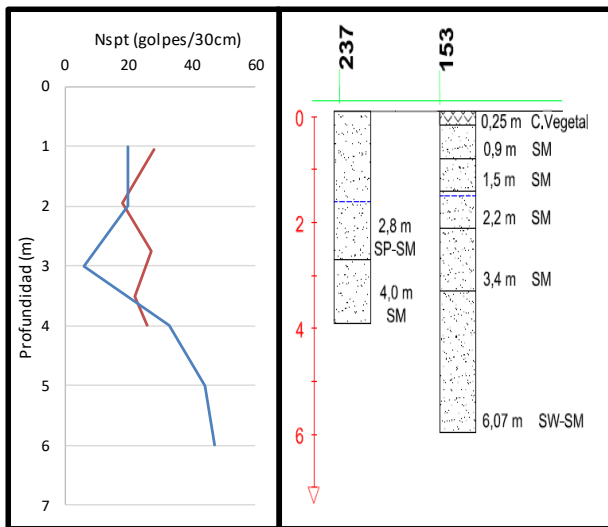 Nspt (golpes/30cm)
0 20 40 60
0
1
2
3
4
5
6
7
Profundidad (m)
237
153
0
2
4
6
0,25 m C.Vegetal
0,9 m SM
1,5 m SM
2,2 m SM
2,8 m
SP-SM
3,4 m SM
4,0 m
SM
6,07 m SW-SM